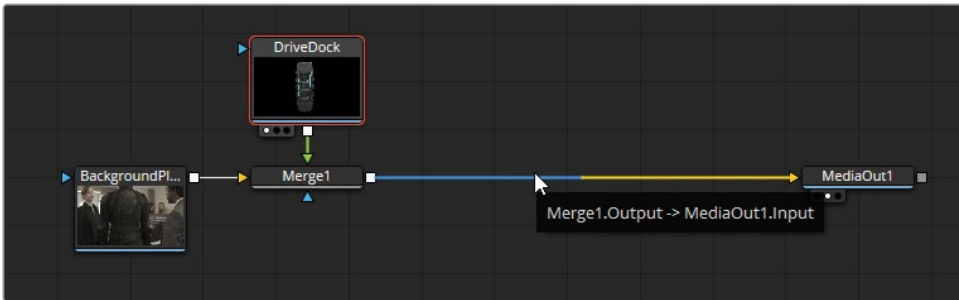 DriveDock
BackgroundPl...
Merge1
MediaOut1
Merge1.Output -> MediaOut1.Input